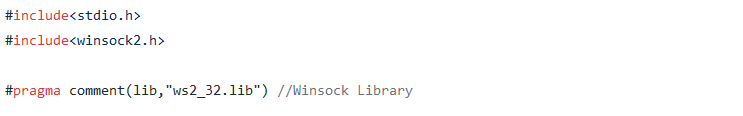 #include<stdio.h>
#include<winsock2.h>
#pragma comment(lib,"ws2_32.lib") //Winsock Library